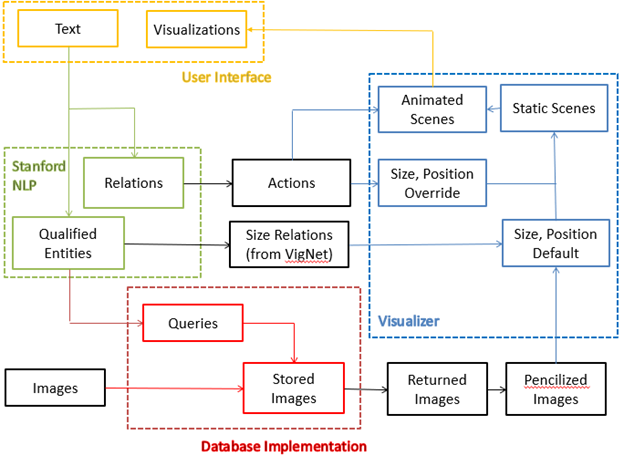 Text
Visualizations
User Interface
Animated
Scenes
Static Scenes
Stanford
NLP
Relations
Actions
Size, Position
Override
Qualified
Entities
Size Relations
(from VigNet)
Size, Position
Default
Visualizer
Queries
Images
Stored
Images
Returned
Images
Pencilized
Images
Database Implementation